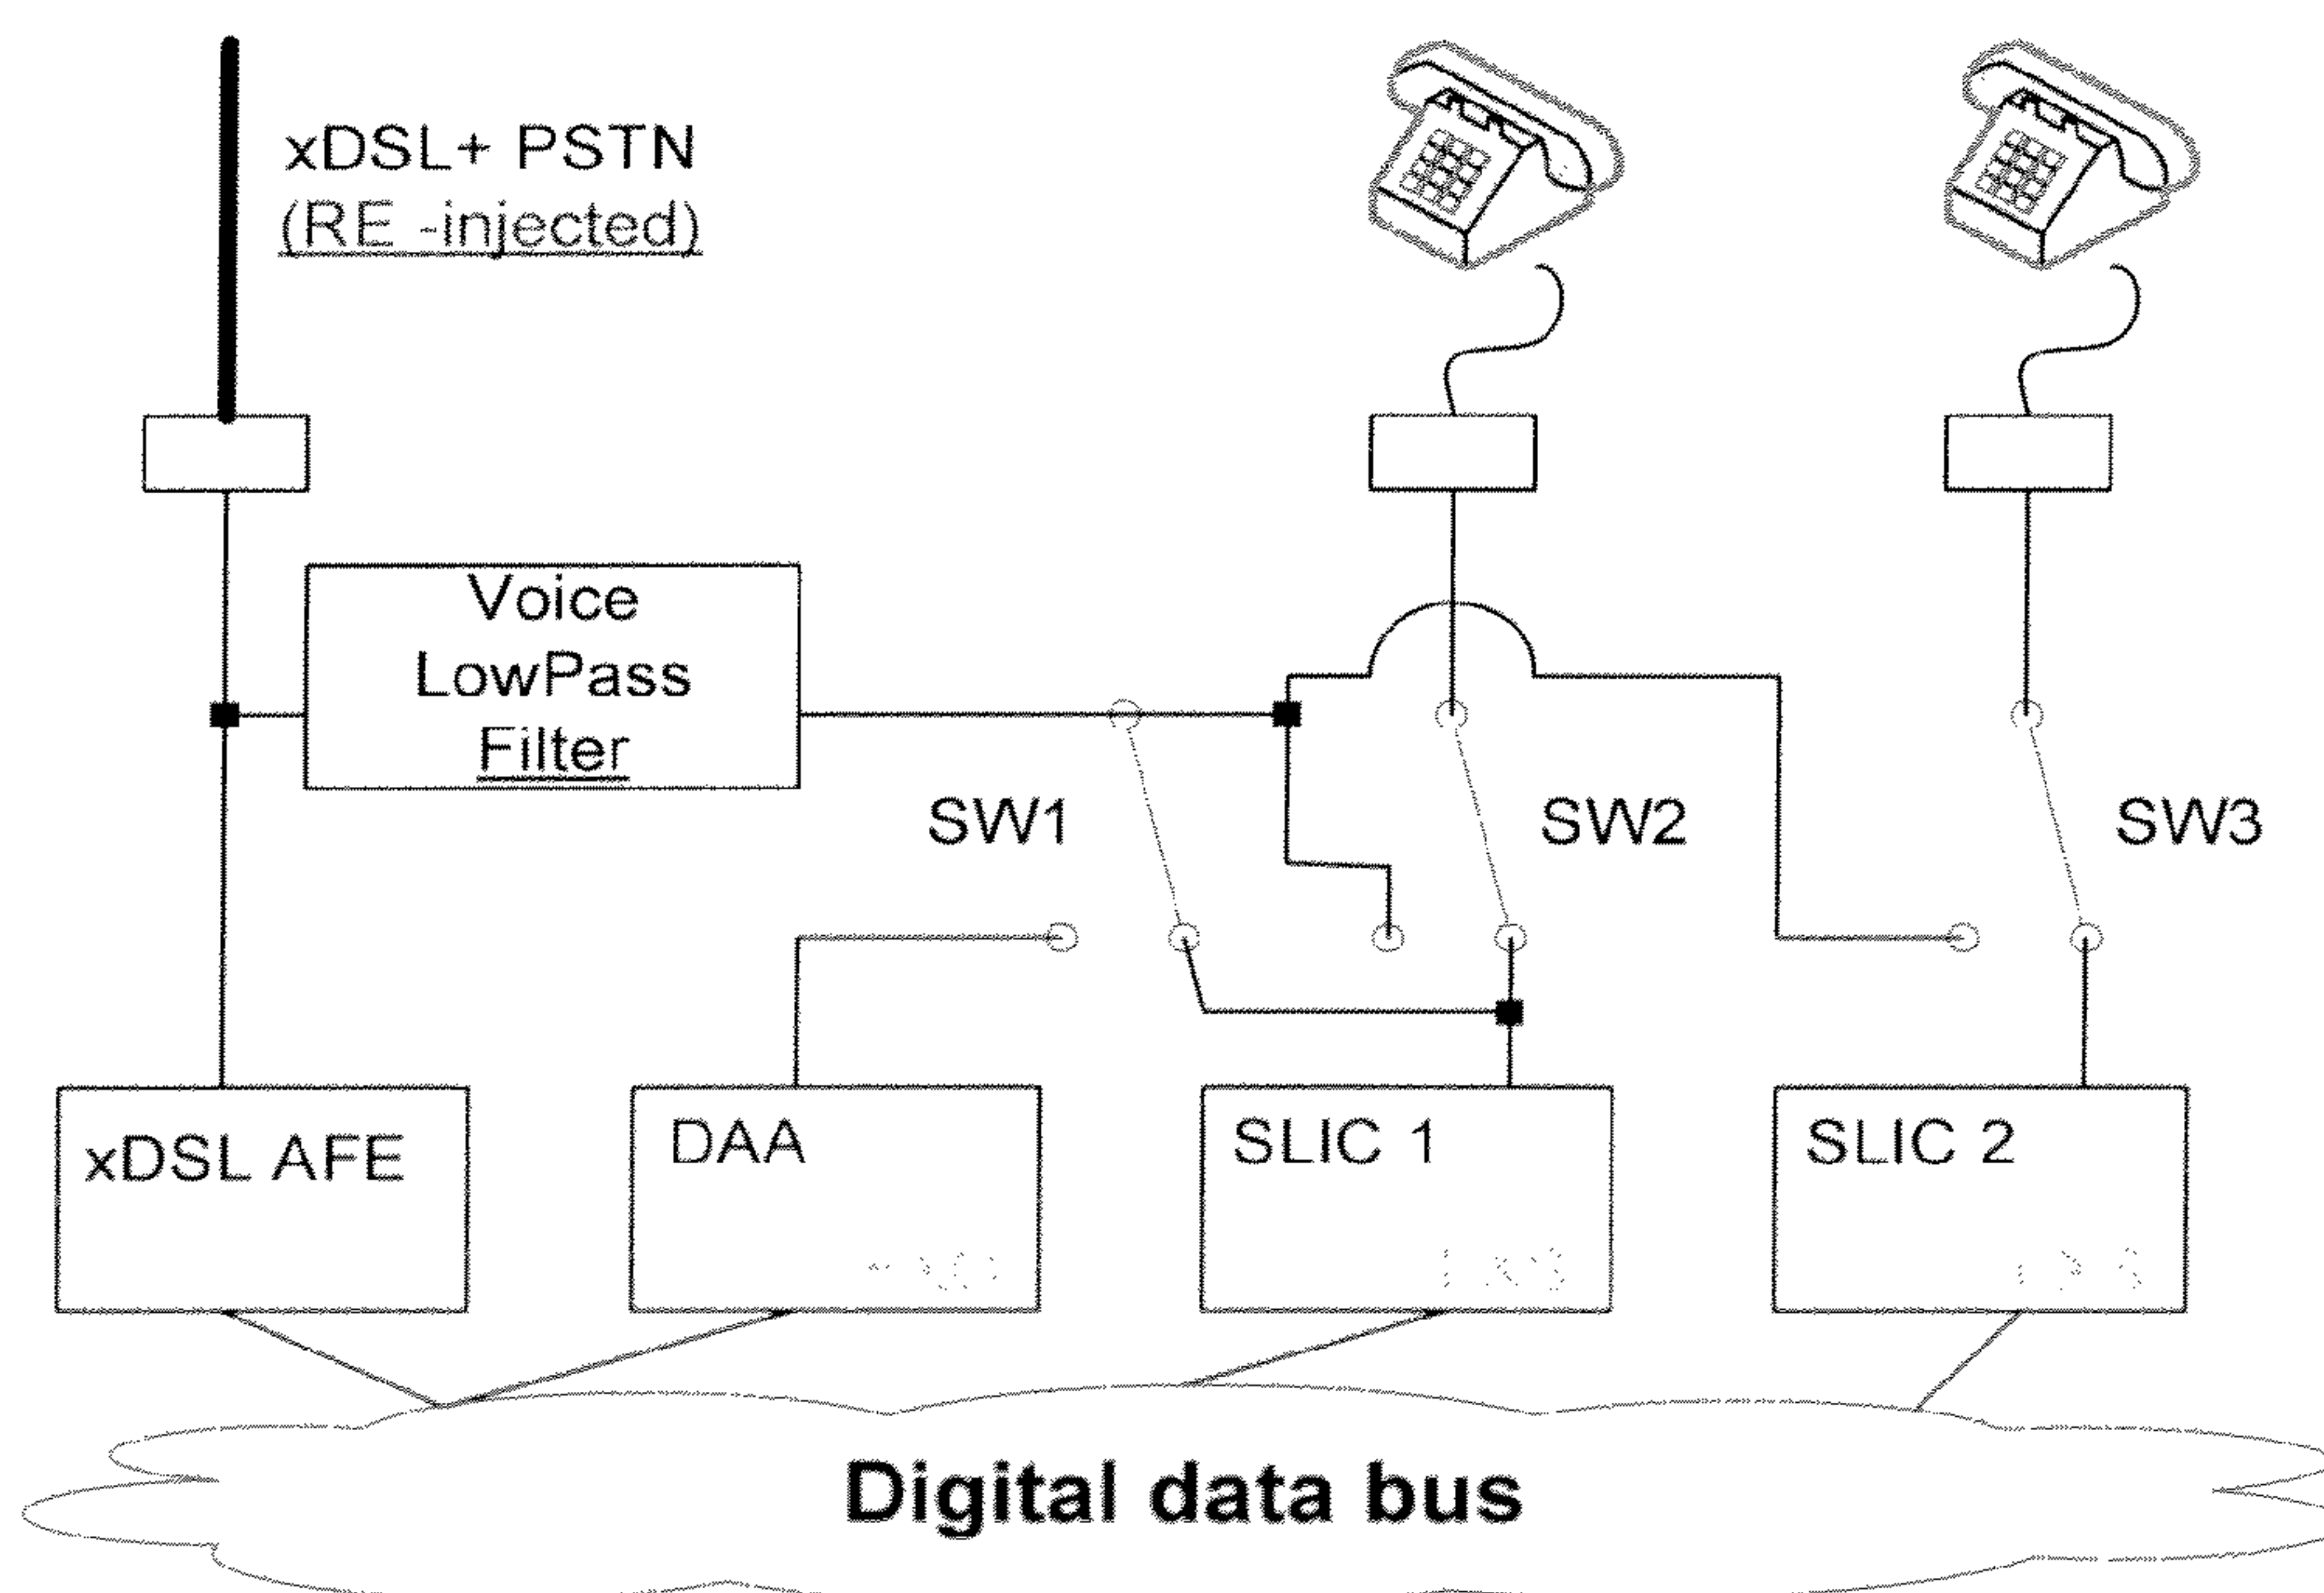 xDSL+ PSTN
(RE -injected)
Voice
LowPass
Filter
SW1
SW2
SW3
xDSL AFE
DAA
SLIC 1
SLIC 2
Digital data bus